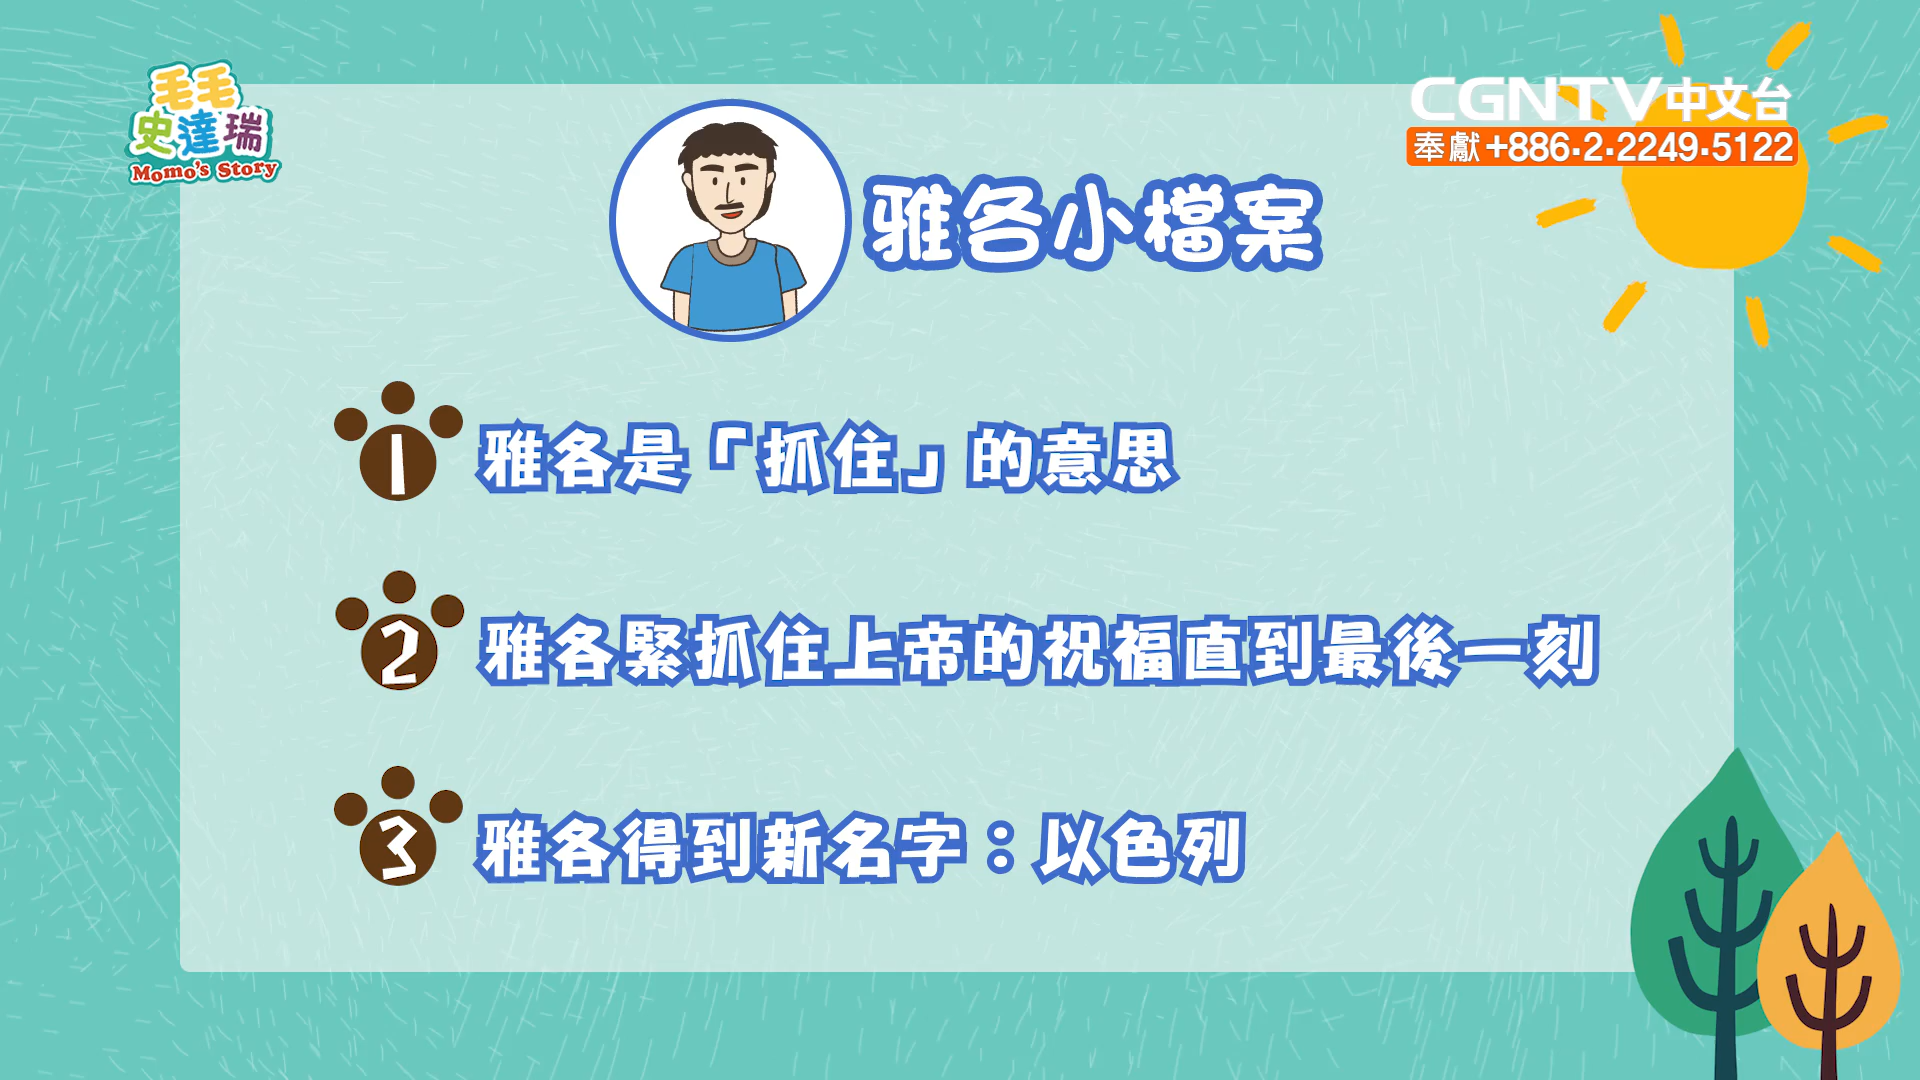 毛毛
史達瑞
Momo's Story
CGNTV中文台
奉獻+886·2·2249·5122
雅各小檔案
1 雅各是「抓住」的意思
2 雅各緊抓住上帝的祝福直到最後一刻
3 雅各得到新名字：以色列